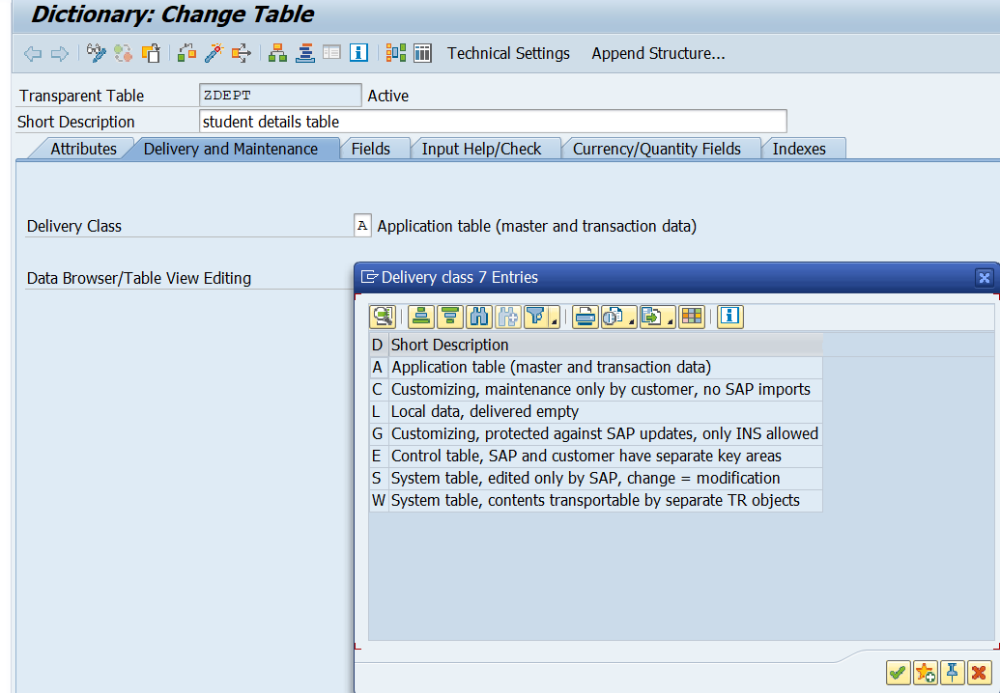 Dictionary: Change Table
Technical Settings Append Structure...
Transparent Table ZDEPT Active
Short Description student details table
Attributes Delivery and Maintenance Fields Input Help/Check Currency/Quantity Fields Indexes
Delivery Class A Application table (master and transaction data)
Data Browser/Table View Editing
Delivery class 7 Entries
D Short Description
A Application table (master and transaction data)
C Customizing, maintenance only by customer, no SAP imports
L Local data, delivered empty
G Customizing, protected against SAP updates, only INS allowed
E Control table, SAP and customer have separate key areas
S System table, edited only by SAP, change = modification
W System table, contents transportable by separate TR objects